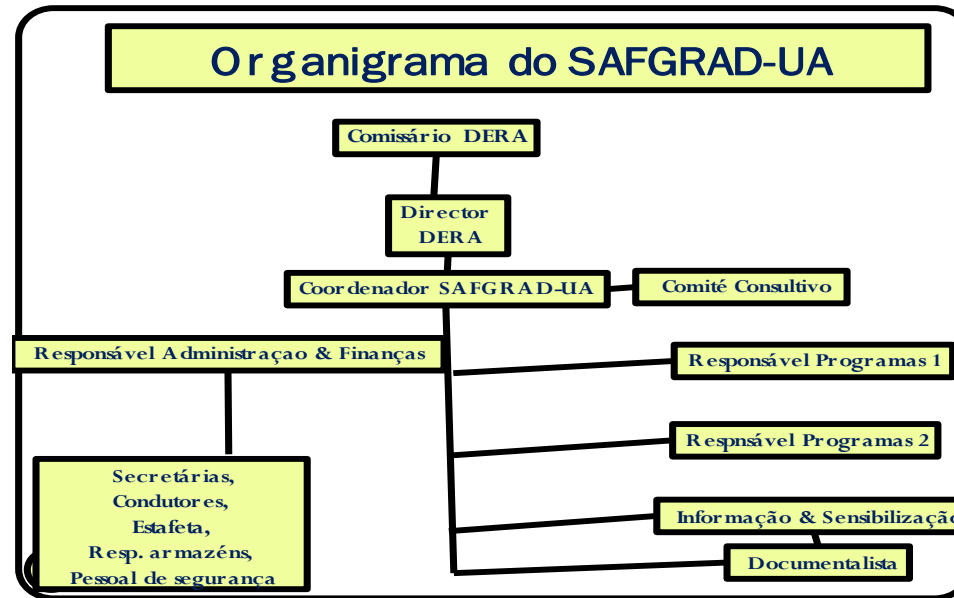 Organigrama do SAFGRAD-UA
Comissário DERA
Director
DERA
Coordenador SAFGRAD-UA
Comité Consultivo
Responsável Administraçao & Finanças
Responsável Programas 1
Respnsável Programas 2
Secretárias,
Condutores,
Estafeta,
Resp. armazéns,
Pessoal de segurança
Informação & Sensibilização
Documentalista